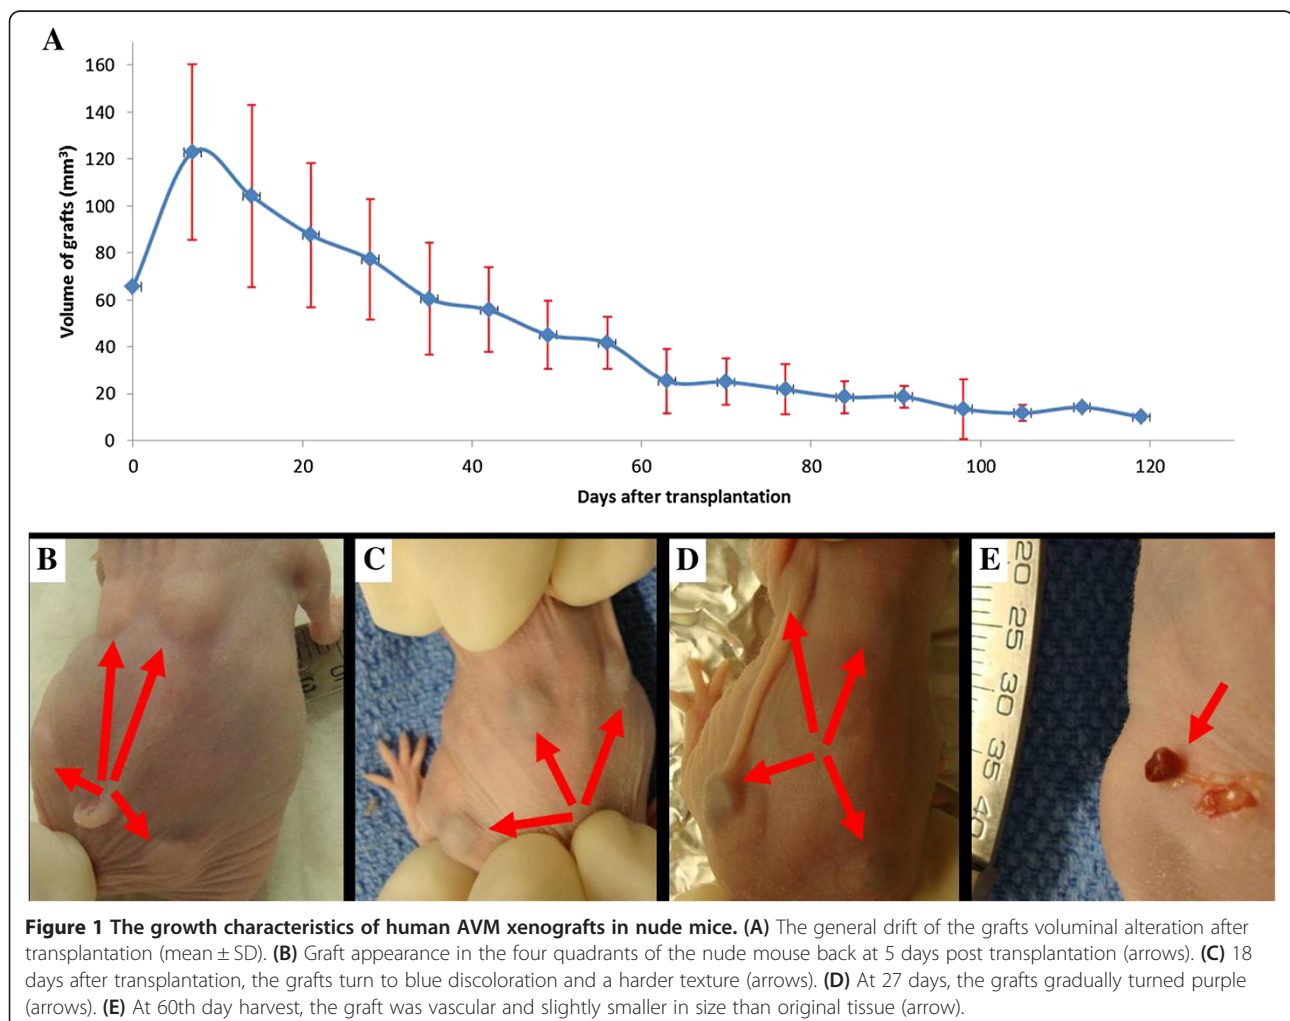 A
160
140
120
100
80
60
40
20
0
Volume of grafts (mm³)
0 20 40 60 80 100 120
Days after transplantation
B
3
C
D
E
20
25
30
35
40
Figure 1 The growth characteristics of human AVM xenografts in nude mice. (A) The general drift of the grafts voluminal alteration after
transplantation (mean ± SD). (B) Graft appearance in the four quadrants of the nude mouse back at 5 days post transplantation (arrows). (C) 18
days after transplantation, the grafts turn to blue discoloration and a harder texture (arrows). (D) At 27 days, the grafts gradually turned purple
(arrows). (E) At 60th day harvest, the graft was vascular and slightly smaller in size than original tissue (arrow).